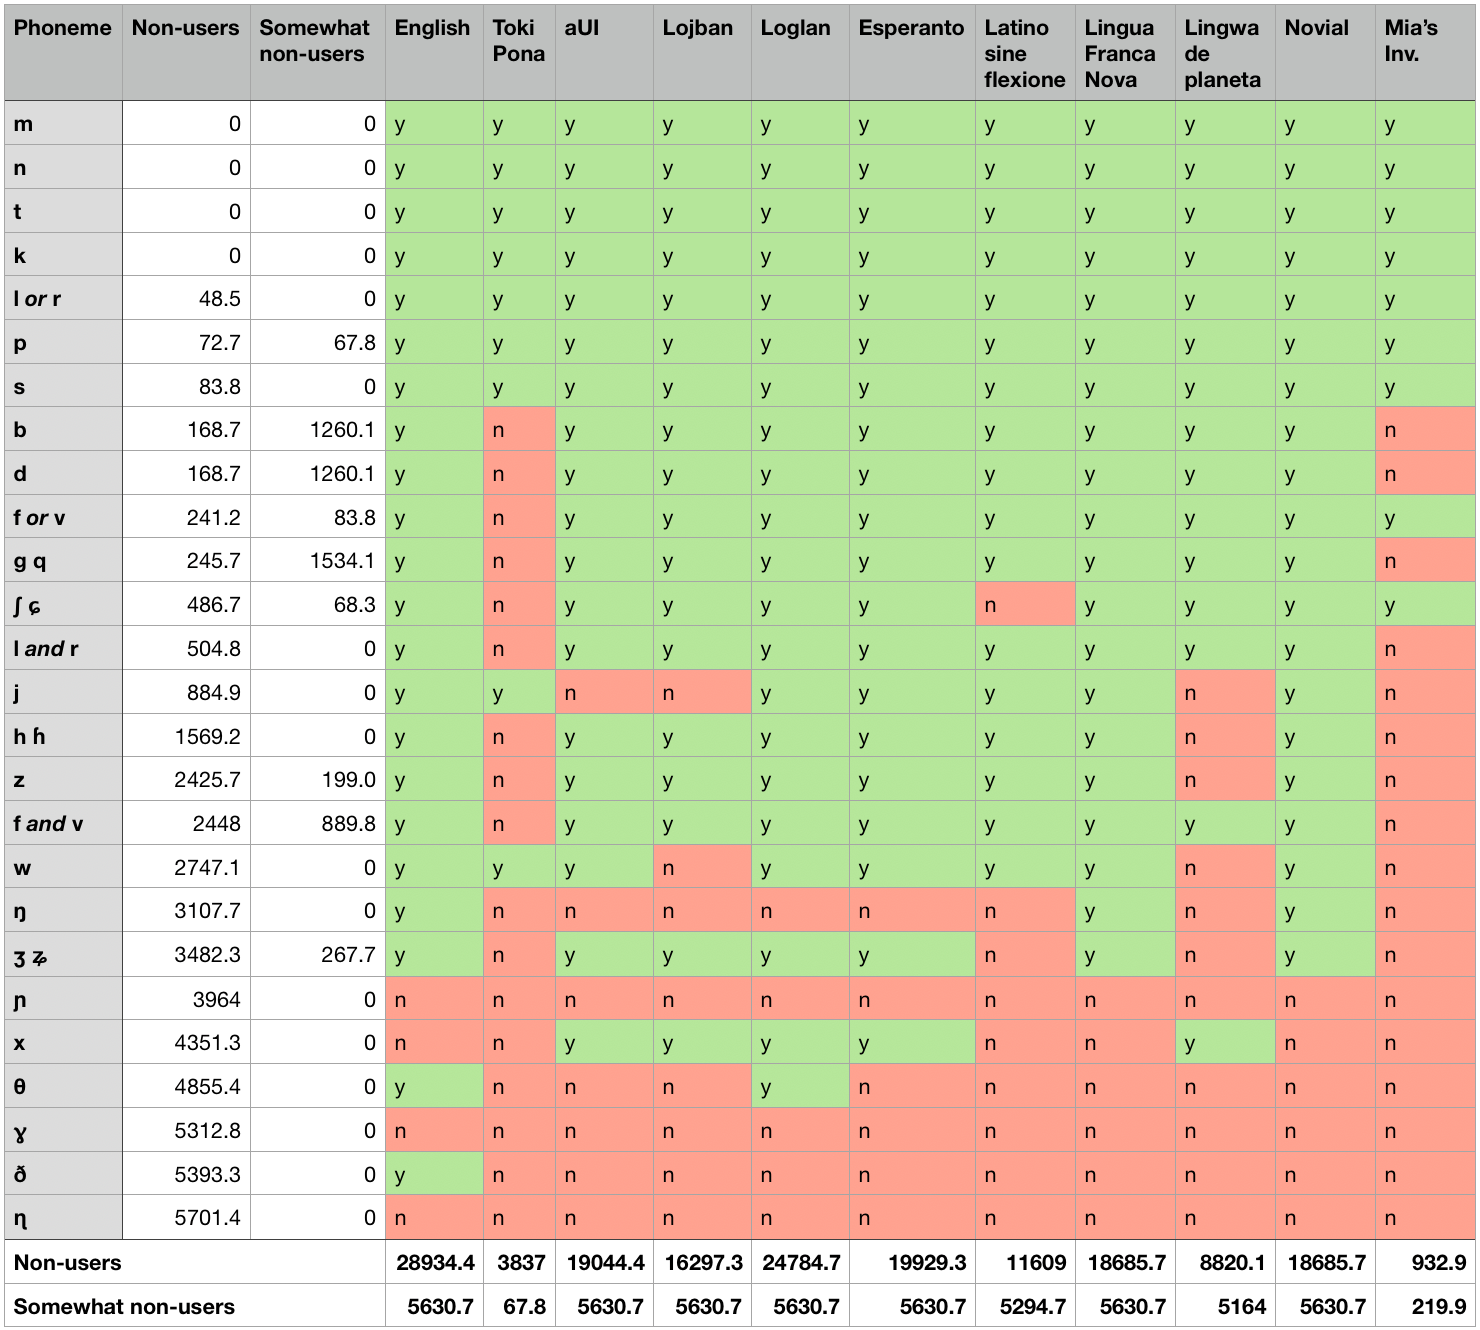 Phoneme Non-users Somewhat non-users English Toki Pona aUI Lojban Loglan Esperanto Latino sine flexione Lingua Franca Nova Lingwa de planeta Novial Mia’s Inv.
m 0 0 y y y y y y y y y y y
n 0 0 y y y y y y y y y y y
t 0 0 y y y y y y y y y y y
k 0 0 y y y y y y y y y y y
l or r 48.5 0 y y y y y y y y y y y
p 72.7 67.8 y y y y y y y y y y y
s 83.8 0 y y y y y y y y y y y
b 168.7 1260.1 y n y y y y y y y y n
d 168.7 1260.1 y n y y y y y y y y n
f or v 241.2 83.8 y n y y y y y y y y y
g q 245.7 1534.1 y n y y y y y y y y n
ʃ ɕ 486.7 68.3 y n y y y y n y y y y
l and r 504.8 0 y n y y y y y y y y n
j 884.9 0 y y n n y y y y n y n
h ɦ 1569.2 0 y n y y y y y y n y n
z 2425.7 199.0 y n y y y y y y n y n
f and v 2448 889.8 y n y y y y y y y y n
w 2747.1 0 y y y n y y y y n y n
ŋ 3107.7 0 y n n n n n n y n y n
ʒ ʑ 3482.3 267.7 y n y y y y n y n y n
ɲ 3964 0 n n n n n n n n n n n
x 4351.3 0 n n y y y y n n y n n
θ 4855.4 0 y n n n y n n n n n n
ɣ 5312.8 0 n n n n n n n n n n n
ð 5393.3 0 y n n n n n n n n n n
ɳ 5701.4 0 n n n n n n n n n n n
Non-users 28934.4 3837 19044.4 16297.3 24784.7 19929.3 11609 18685.7 8820.1 18685.7 932.9
Somewhat non-users 5630.7 67.8 5630.7 5630.7 5630.7 5630.7 5294.7 5630.7 5164 5630.7 219.9